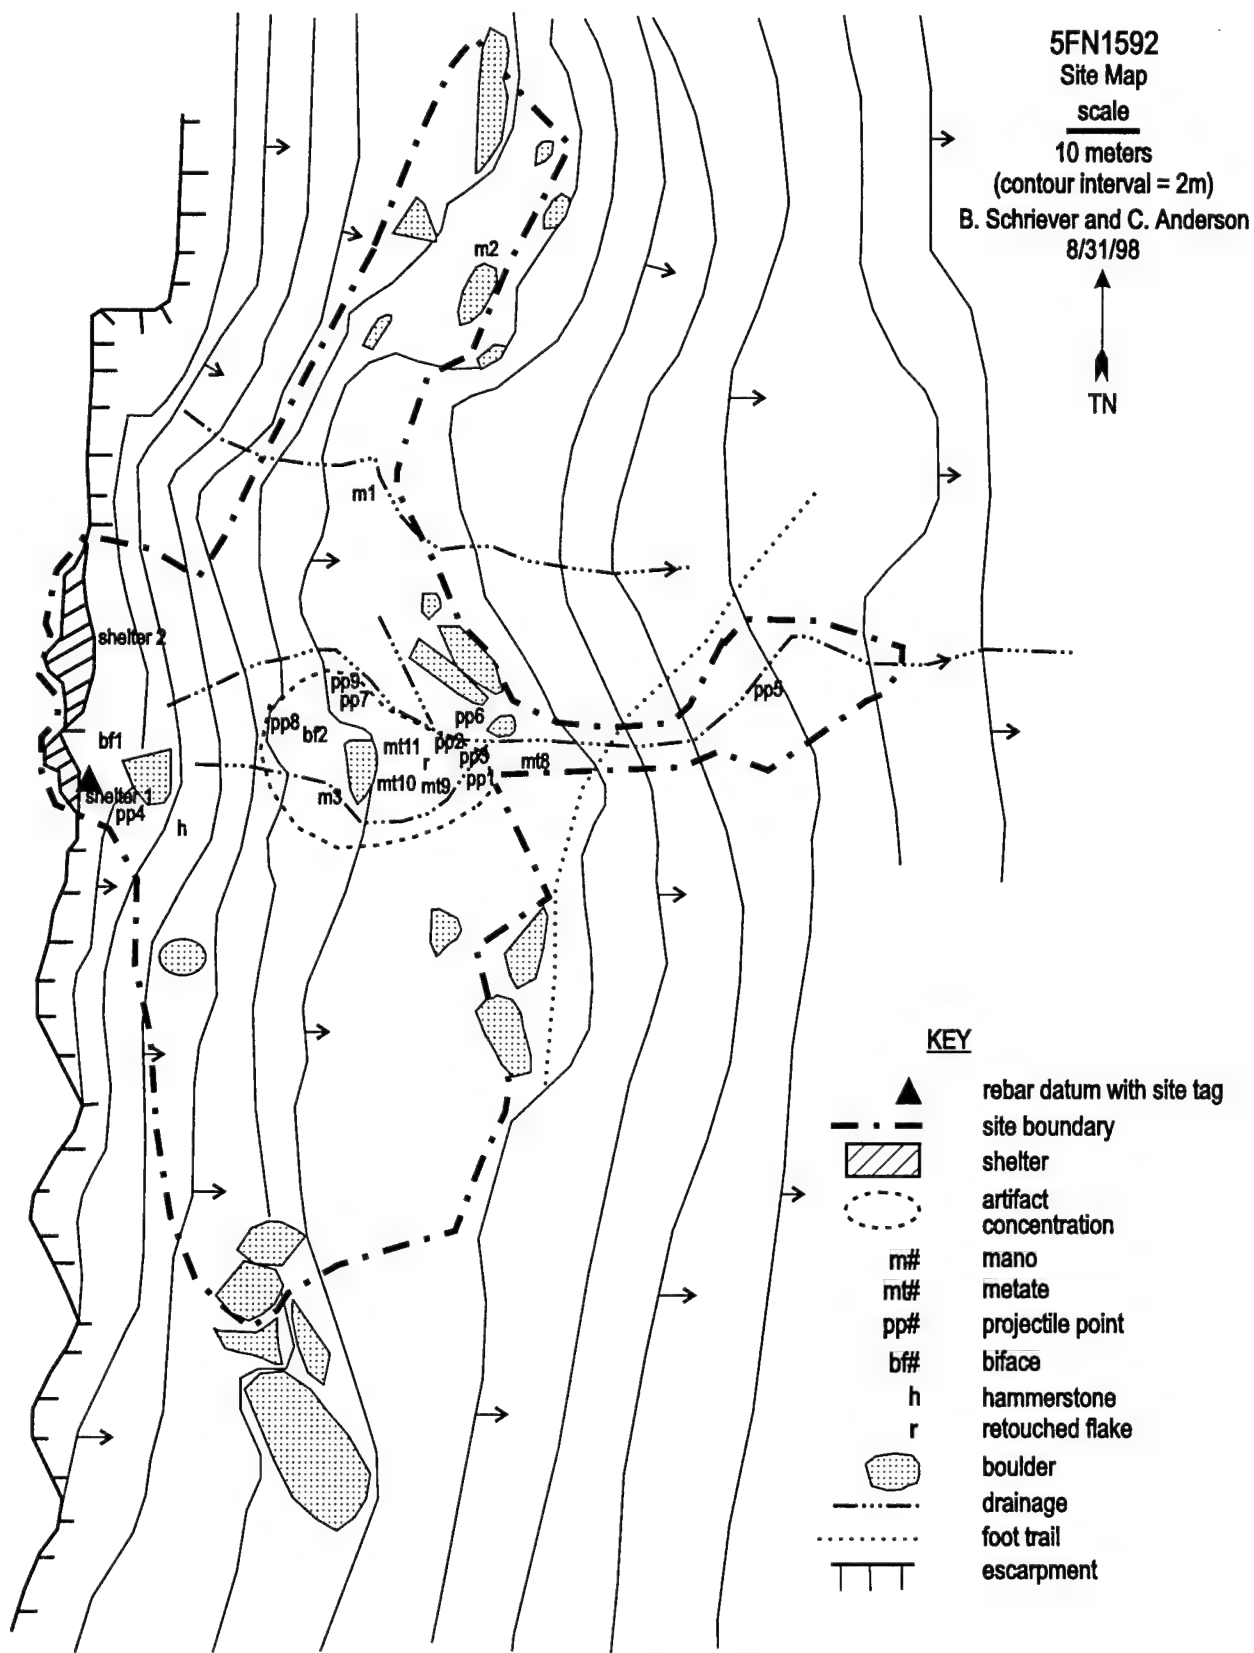 5FN1592
Site Map
scale
10 meters
(contour interval = 2m)
B. Schriever and C. Anderson
8/31/98
TN
m2
m1
shelter 2
pp9
pp7
pp8
bf2
pp6
pp5
bf1
mt11
pp2
r
pp3
mt8
mt10
mt9
pp1
m3
shelter 1
pp4
h
KEY
rebar datum with site tag
site boundary
shelter
artifact
concentration
m# mano
mt# metate
pp# projectile point
bf# biface
h hammerstone
r retouched flake
boulder
drainage
foot trail
escarpment